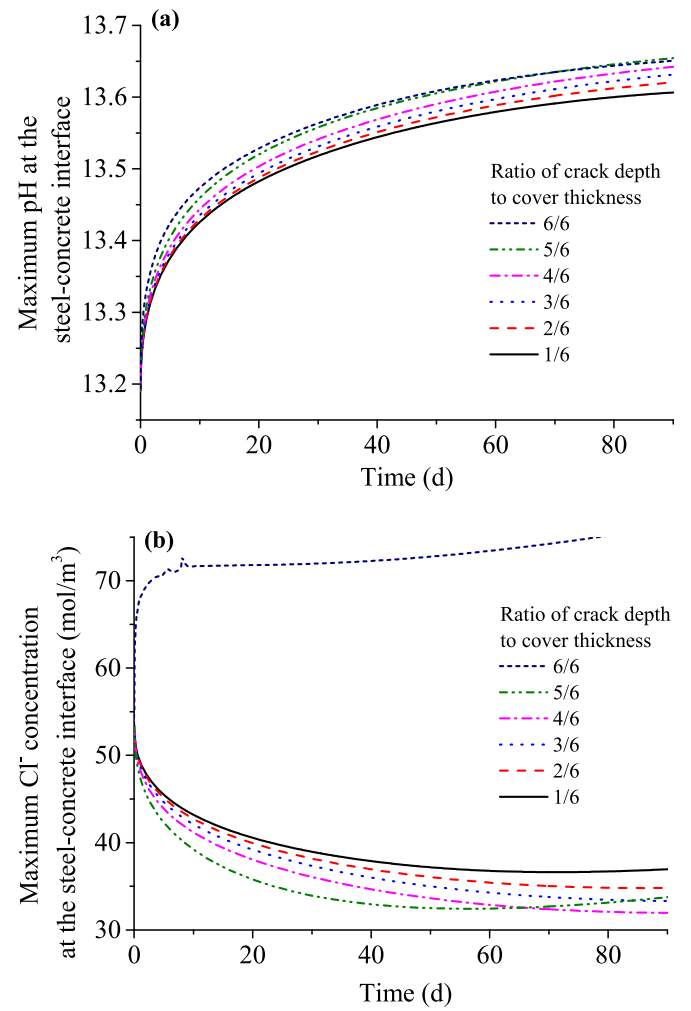 (a)
13.7
13.6
13.5
13.4
13.3
13.2
Maximum pH at the
steel-concrete interface
Ratio of crack depth
to cover thickness
6/6
5/6
4/6
3/6
2/6
1/6
0 20 40 60 80
Time (d)
(b)
70
60
50
40
30
Maximum Cl⁻ concentration
at the steel-concrete interface (mol/m³)
Ratio of crack depth
to cover thickness
6/6
5/6
4/6
3/6
2/6
1/6
0 20 40 60 80
Time (d)